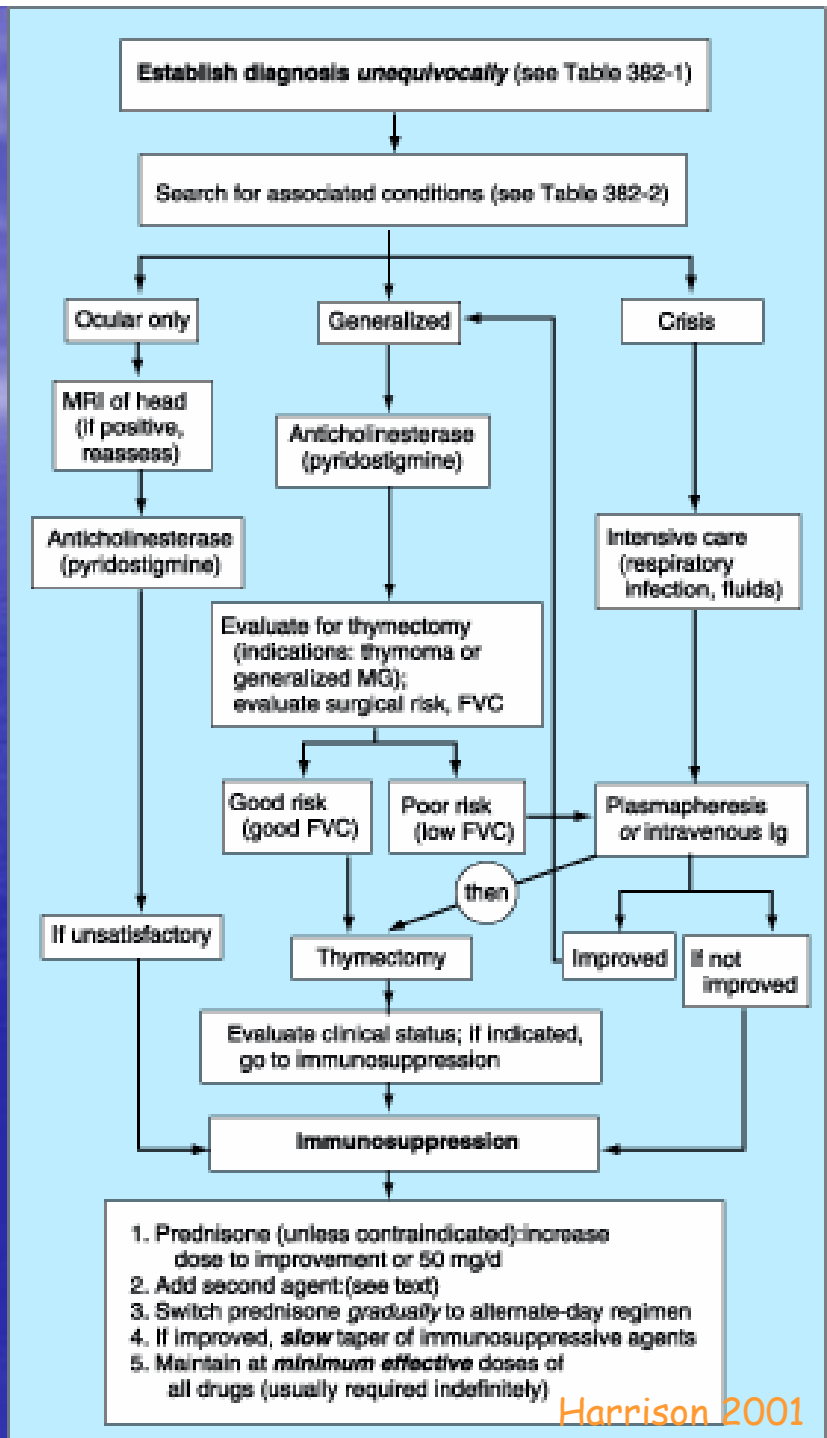 Establish diagnosis unequivocally (see Table 382-1)
Search for associated conditions (see Table 382-2)
Ocular only
Generalized
Crisis
MRI of head
(if positive,
reassess)
Anticholinesterase
(pyridostigmine)
Anticholinesterase
(pyridostigmine)
Intensive care
(respiratory
infection, fluids)
Evaluate for thymectomy
(indications: thymoma or
generalized MG);
evaluate surgical risk, FVC
Good risk
(good FVC)
Poor risk
(low FVC)
Plasmapheresis
or intravenous Ig
then
If unsatisfactory
Thymectomy
Improved
If not
improved
Evaluate clinical status; if indicated,
go to immunosuppression
Immunosuppression
1. Prednisone (unless contraindicated):increase
dose to improvement or 50 mg/d
2. Add second agent:(see text)
3. Switch prednisone gradually to alternate-day regimen
4. If improved, slow taper of immunosuppressive agents
5. Maintain at minimum effective doses of
all drugs (usually required indefinitely)
Harrison 2001